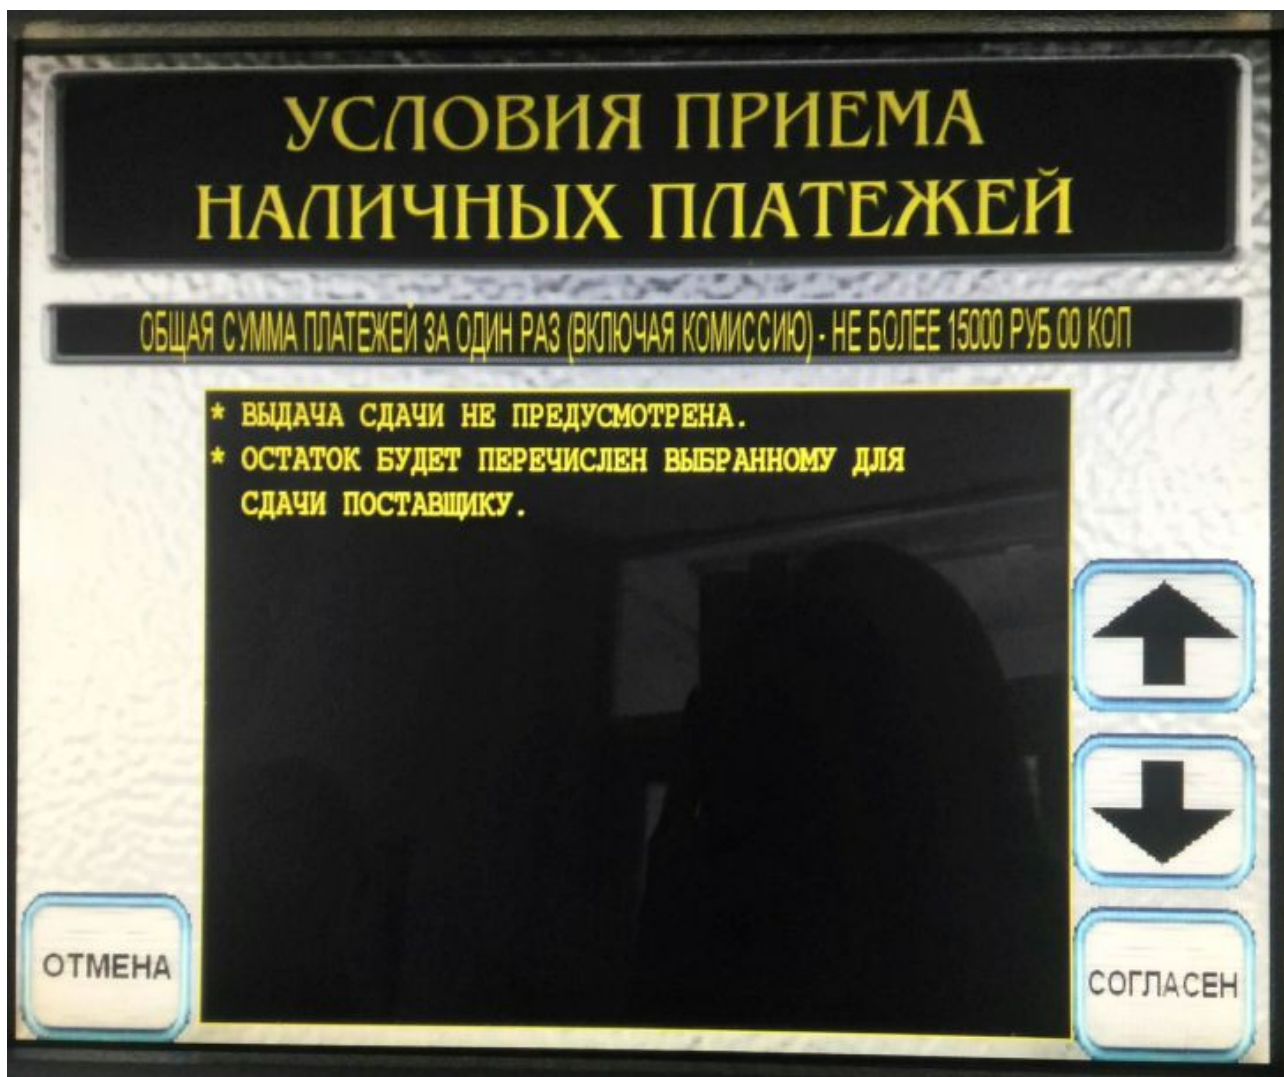 УСЛОВИЯ ПРИЕМА
НАЛИЧНЫХ ПЛАТЕЖЕЙ
ОБЩАЯ СУММА ПЛАТЕЖЕЙ ЗА ОДИН РАЗ (ВКЛЮЧАЯ КОМИССИЮ) - НЕ БОЛЕЕ 15000 РУБ 00 КОП
* ВЫДАЧА СДАЧИ НЕ ПРЕДУСМОТРЕНА.
* ОСТАТОК БУДЕТ ПЕРЕЧИСЛЕН ВЫБРАННОМУ ДЛЯ
СДАЧИ ПОСТАВЩИКУ.
ОТМЕНА
СОГЛАСЕН